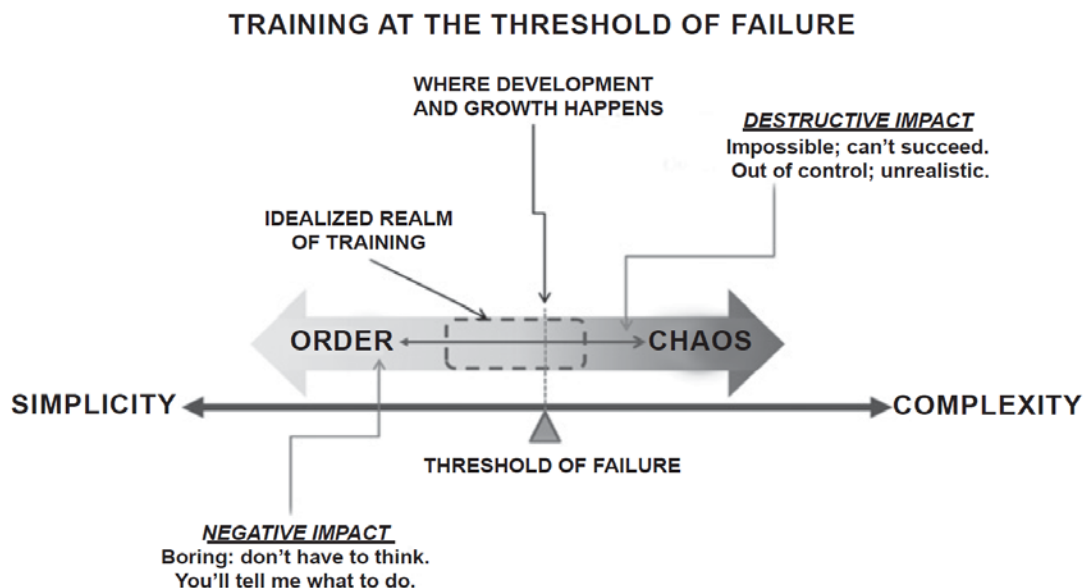 TRAINING AT THE THRESHOLD OF FAILURE
WHERE DEVELOPMENT
AND GROWTH HAPPENS
DESTRUCTIVE IMPACT
Impossible; can't succeed.
Out of control; unrealistic.
IDEALIZED REALM
OF TRAINING
ORDER
CHAOS
SIMPLICITY
COMPLEXITY
THRESHOLD OF FAILURE
NEGATIVE IMPACT
Boring: don't have to think.
You'll tell me what to do.